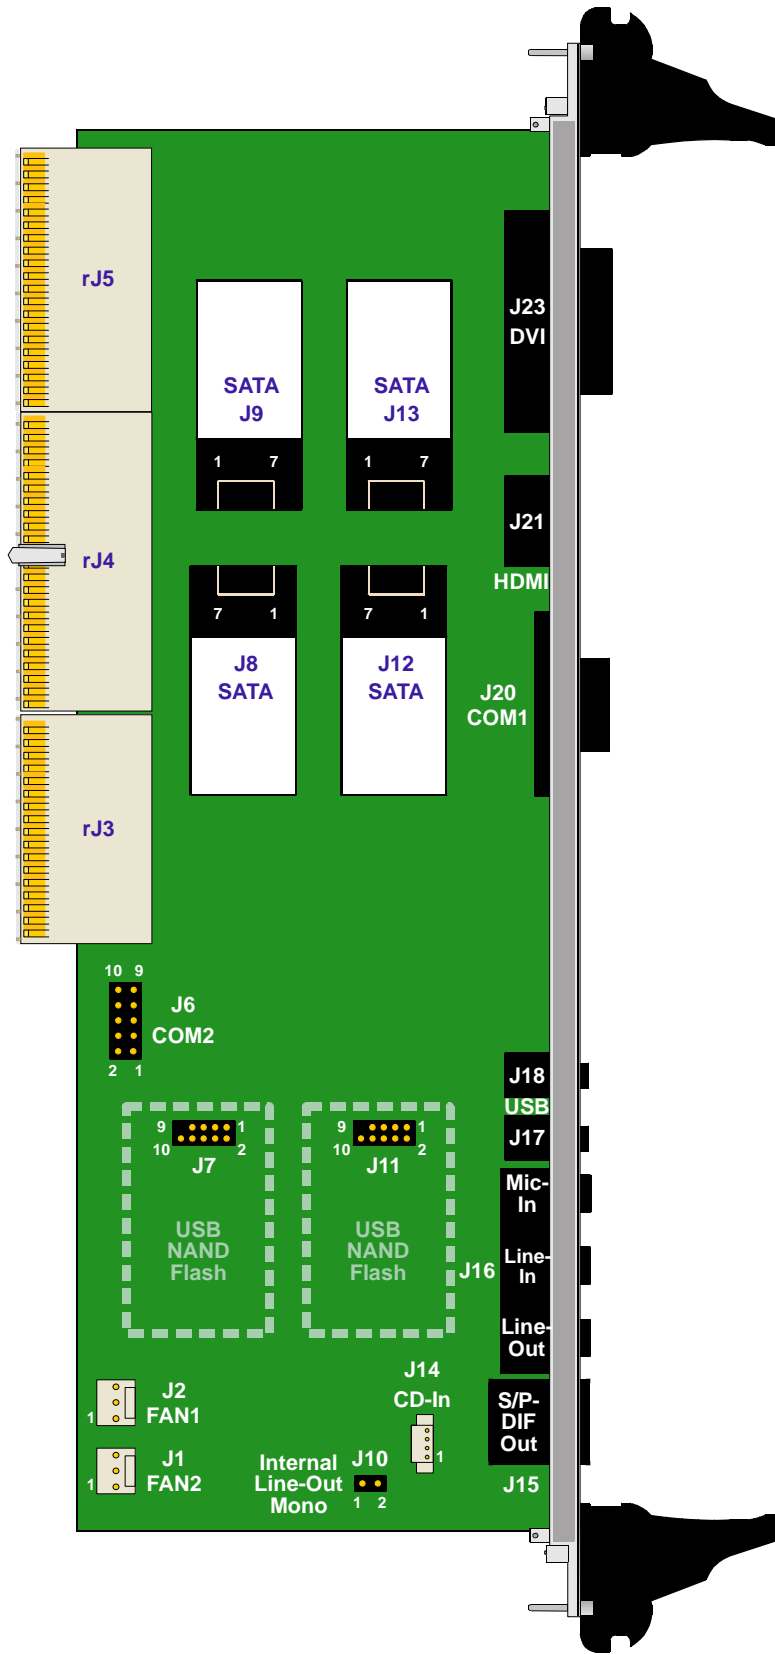 rJ5
J23
DVI
SATA
J9
SATA
J13
1 7
1 7
J21
rJ4
HDMI
7 1
7 1
J8
SATA
J12
SATA
J20
COM1
rJ3
10 9
J6
COM2
2 1
J18
USB
J17
9 1
10 2
J7
9 1
10 2
J11
Mic-
In
USB
NAND
Flash
USB
NAND
Flash
J16
Line-
In
Line-
Out
J14
CD-In
1
J2
FAN1
1
S/P-
DIF
Out
J15
J1
FAN2
1
Internal
Line-Out
Mono
J10
1 2